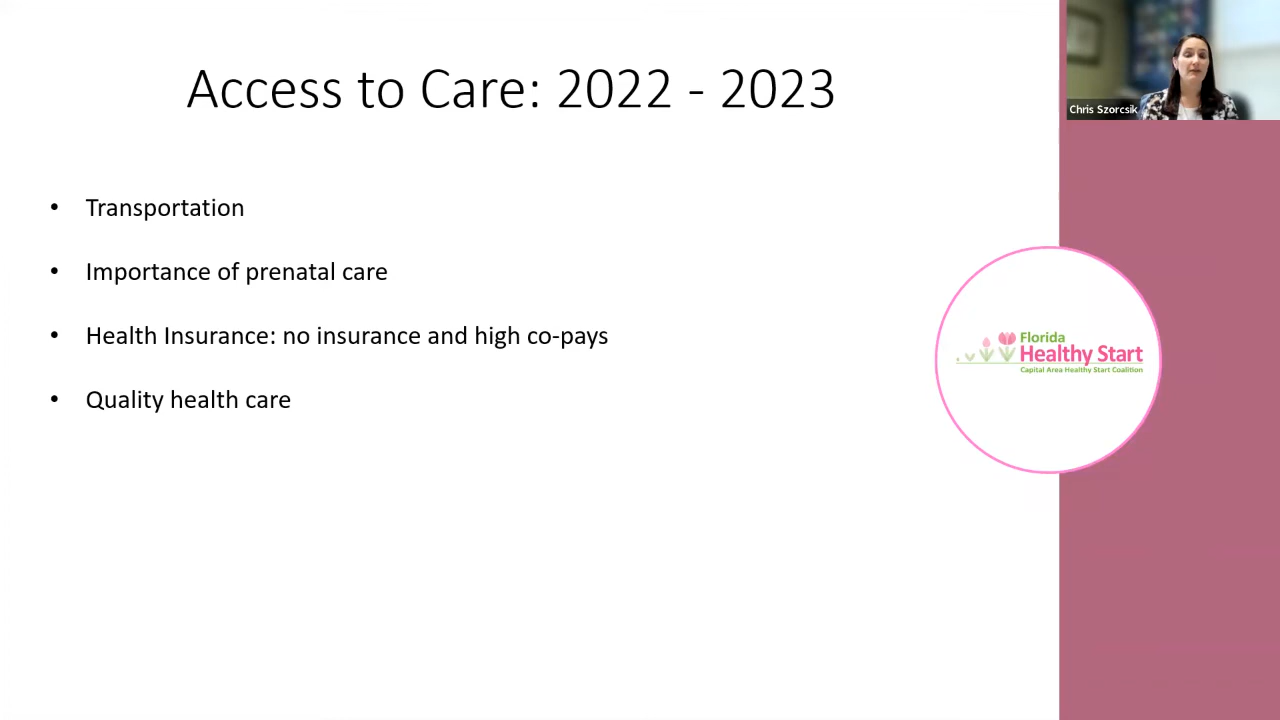 Access to Care: 2022 - 2023
Chris Szorcsik
• Transportation
• Importance of prenatal care
• Health Insurance: no insurance and high co-pays
• Quality health care
Florida
Healthy Start
Capital Area Healthy Start Coalition